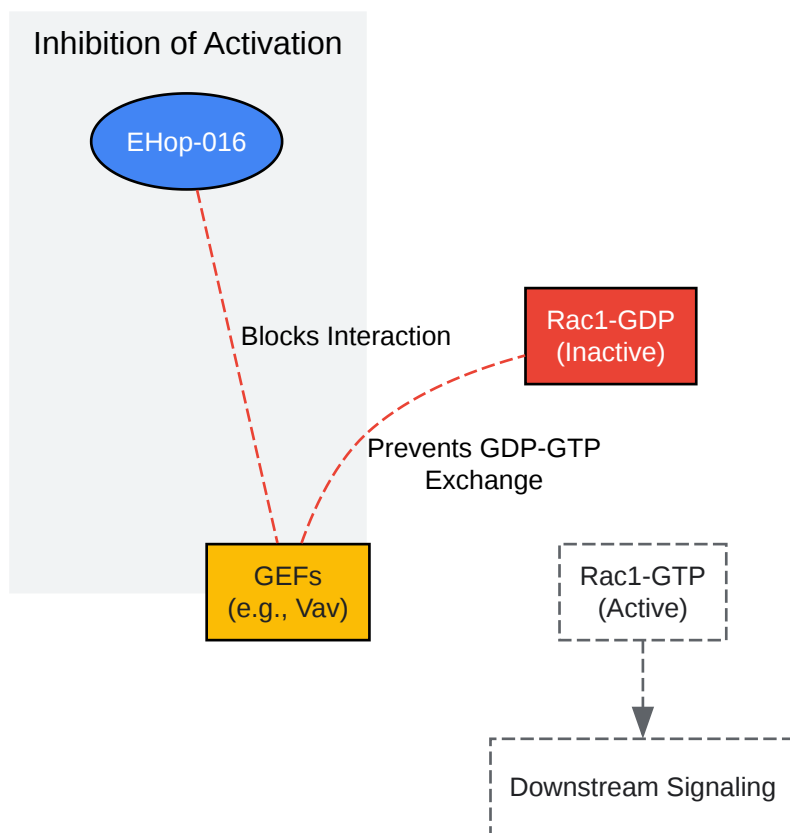 Inhibition of Activation
EHop-016
Blocks Interaction
Rac1-GDP
(Inactive)
Prevents GDP-GTP
Exchange
GEFs
(e.g., Vav)
Rac1-GTP
(Active)
Downstream Signaling